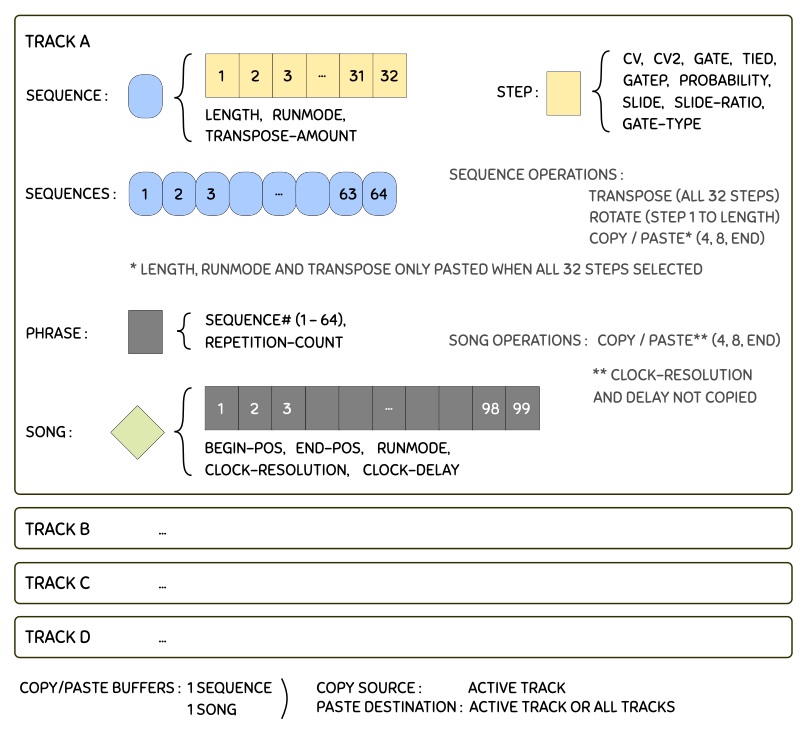 TRACK A
SEQUENCE :
1 2 3 ... 31 32
LENGTH, RUNMODE,
TRANSPOSE-AMOUNT
STEP :
CV, CV2, GATE, TIED,
GATEP, PROBABILITY,
SLIDE, SLIDE-RATIO,
GATE-TYPE
SEQUENCES :
1 2 3 ... 63 64
SEQUENCE OPERATIONS :
TRANSPOSE (ALL 32 STEPS)
ROTATE (STEP 1 TO LENGTH)
COPY / PASTE* (4, 8, END)
* LENGTH, RUNMODE AND TRANSPOSE ONLY PASTED WHEN ALL 32 STEPS SELECTED
PHRASE :
SEQUENCE# (1 - 64),
REPETITION-COUNT
SONG OPERATIONS : COPY / PASTE** (4, 8, END)
** CLOCK-RESOLUTION
AND DELAY NOT COPIED
SONG :
1 2 3 ... 98 99
BEGIN-POS, END-POS, RUNMODE,
CLOCK-RESOLUTION, CLOCK-DELAY
TRACK B ...
TRACK C ...
TRACK D ...
COPY/PASTE BUFFERS : 1 SEQUENCE
1 SONG
COPY SOURCE : ACTIVE TRACK
PASTE DESTINATION : ACTIVE TRACK OR ALL TRACKS